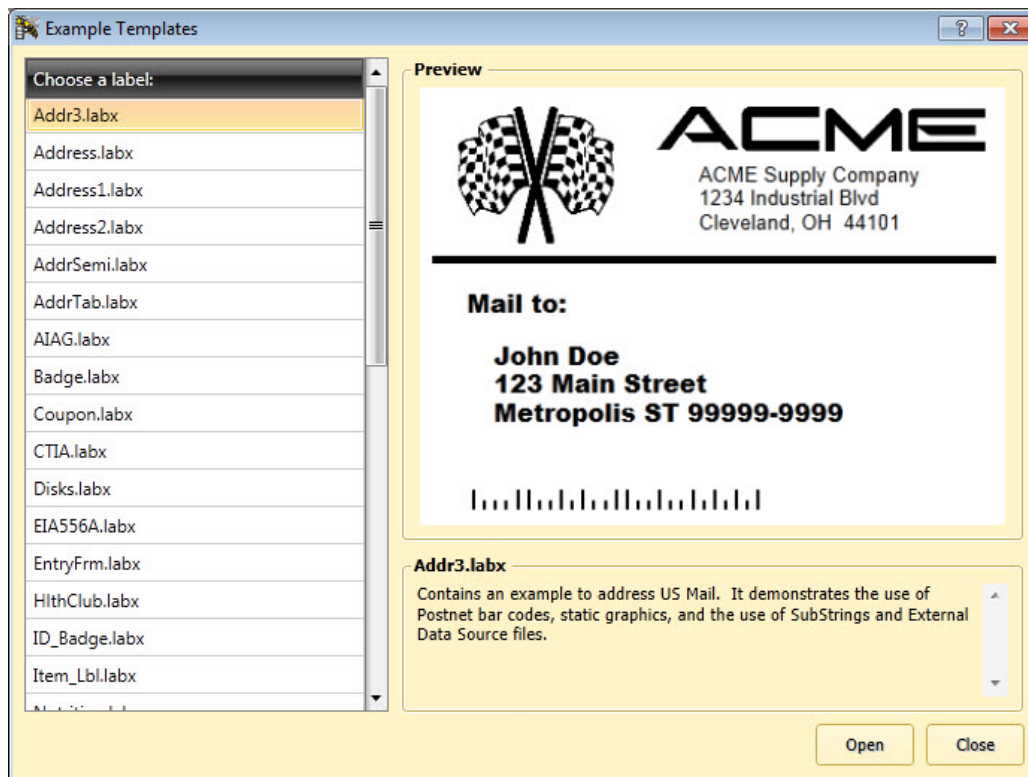 Example Templates
Choose a label:
Addr3.labx
Address.labx
Address1.labx
Address2.labx
AddrSemi.labx
AddrTab.labx
AIAG.labx
Badge.labx
Coupon.labx
CTIA.labx
Disks.labx
EIA556A.labx
EntryFrm.labx
HlthClub.labx
ID_Badge.labx
Item_Lbl.labx
Preview
ACME
ACME Supply Company
1234 Industrial Blvd
Cleveland, OH  44101
Mail to:
John Doe
123 Main Street
Metropolis ST 99999-9999
Addr3.labx
Contains an example to address US Mail.  It demonstrates the use of
Postnet bar codes, static graphics, and the use of SubStrings and External
Data Source files.
Open
Close